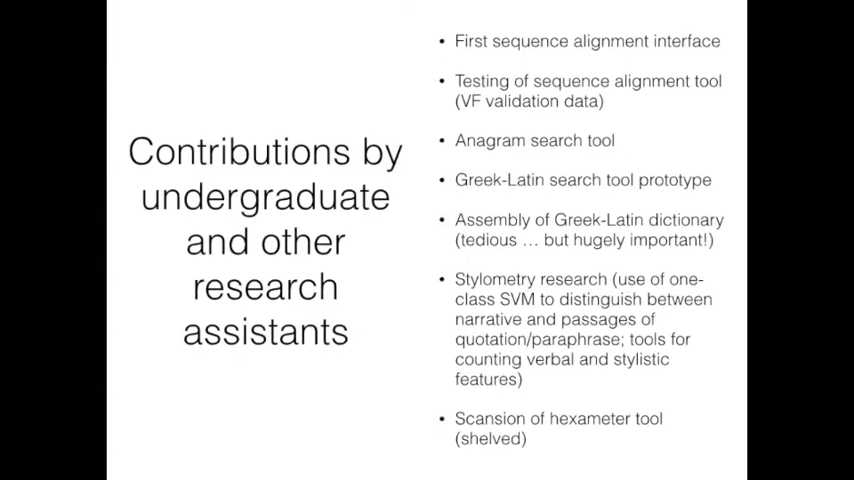 Contributions by
undergraduate
and other
research
assistants
• First sequence alignment interface
• Testing of sequence alignment tool
(VF validation data)
• Anagram search tool
• Greek-Latin search tool prototype
• Assembly of Greek-Latin dictionary
(tedious … but hugely important!)
• Stylometry research (use of one-
class SVM to distinguish between
narrative and passages of
quotation/paraphrase; tools for
counting verbal and stylistic
features)
• Scansion of hexameter tool
(shelved)